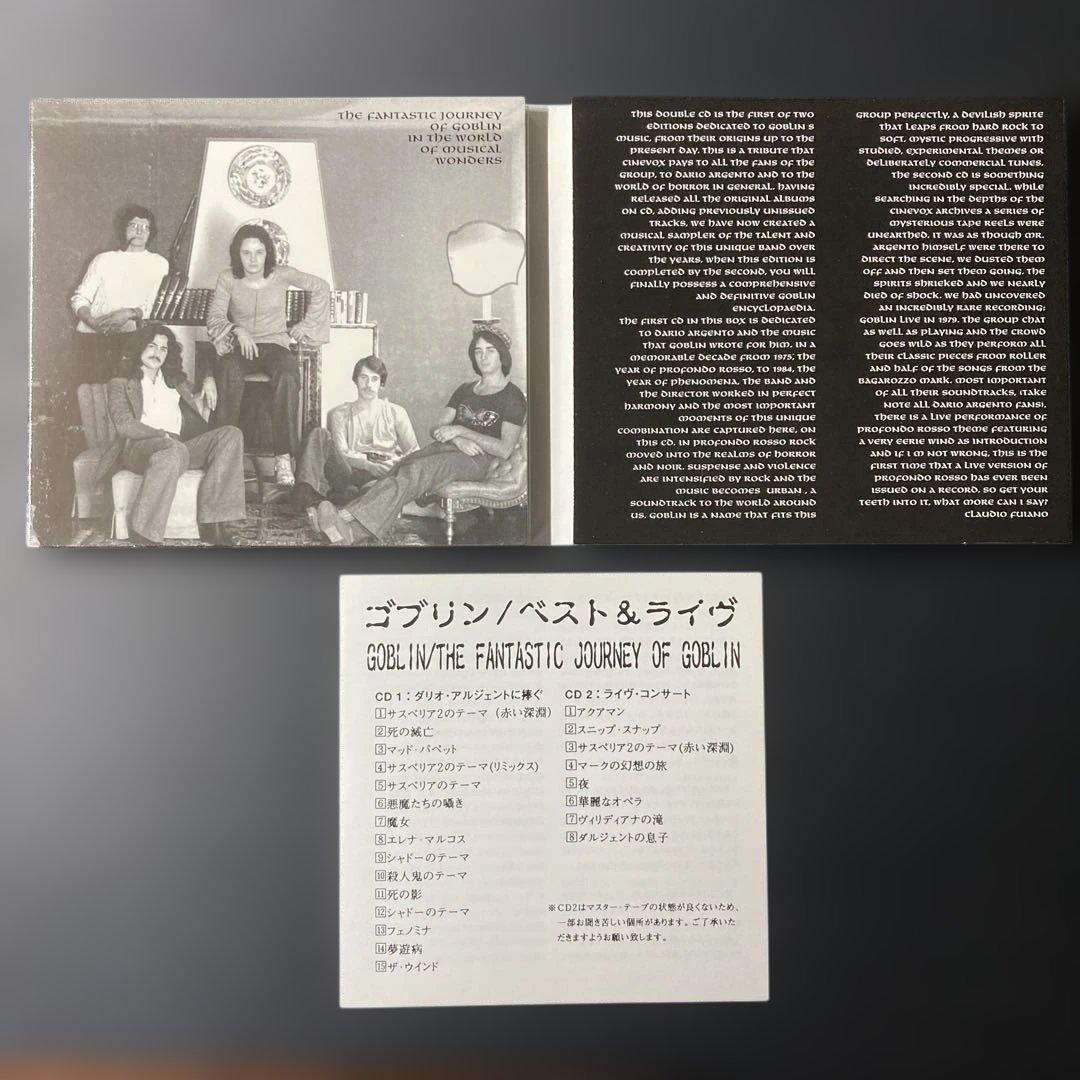 THE FANTASTIC JOURNEY
OF GOBLIN
IN THE WORLD
OF MUSICAL
WONDERS
THIS DOUBLE CD IS THE FIRST OF TWO
EDITIONS DEDICATED TO GOBLIN S
MUSIC, FROM THEIR ORIGINS UP TO THE
PRESENT DAY. THIS IS A TRIBUTE THAT
CINEVOX PAYS TO ALL THE FANS OF THE
GROUP, TO DARIO ARGENTO AND TO THE
WORLD OF HORROR IN GENERAL. HAVING
RELEASED ALL THE ORIGINAL ALBUMS
ON CD, ADDING PREVIOUSLY UNISSUED
TRACKS, WE HAVE NOW CREATED A
MUSICAL SAMPLER OF THE TALENT AND
CREATIVITY OF THIS UNIQUE BAND OVER
THE YEARS. WHEN THIS EDITION IS
COMPLETED BY THE SECOND, YOU WILL
FINALLY POSSESS A COMPREHENSIVE
AND DEFINITIVE GOBLIN
ENCYCLOPAEDIA.
THE FIRST CD IN THIS BOX IS DEDICATED
TO DARIO ARGENTO AND THE MUSIC
THAT GOBLIN WROTE FOR HIM. IN A
MEMORABLE DECADE FROM 1975, THE
YEAR OF PROFONDO ROSSO, TO 1984, THE
YEAR OF PHENOMENA, THE BAND AND
THE DIRECTOR WORKED IN PERFECT
HARMONY AND THE MOST IMPORTANT
MOMENTS OF THIS UNIQUE
COMBINATION ARE CAPTURED HERE, ON
THIS CD. IN PROFONDO ROSSO ROCK
MOVED INTO THE REALMS OF HORROR
AND NOIR. SUSPENSE AND VIOLENCE
ARE INTENSIFIED BY ROCK AND THE
MUSIC BECOMES URBAN , A
SOUNDTRACK TO THE WORLD AROUND
US. GOBLIN IS A NAME THAT FITS THIS
GROUP PERFECTLY, A DEVILISH SPRITE
THAT LEAPS FROM HARD ROCK TO
SOFT, MYSTIC PROGRESSIVE WITH
STUDIED, EXPERIMENTAL THEMES OR
DELIBERATELY COMMERCIAL TUNES.
THE SECOND CD IS SOMETHING
INCREDIBLY SPECIAL. WHILE
SEARCHING IN THE DEPTHS OF THE
CINEVOX ARCHIVES A SERIES OF
MYSTERIOUS TAPE REELS WERE
UNEARTHED. IT WAS AS THOUGH MR.
ARGENTO HIMSELF WERE THERE TO
DIRECT THE SCENE, WE DUSTED THEM
OFF AND THEN SET THEM GOING. THE
SPIRITS SHRIEKED AND WE NEARLY
DIED OF SHOCK. WE HAD UNCOVERED
AN INCREDIBLY RARE RECORDING:
GOBLIN LIVE IN 1979. THE GROUP CHAT
AS WELL AS PLAYING AND THE CROWD
GOES WILD AS THEY PERFORM ALL
THEIR CLASSIC PIECES FROM ROLLER
AND HALF OF THE SONGS FROM THE
BAGAROZZO MARK. MOST IMPORTANT
OF ALL THEIR SOUNDTRACKS, (TAKE
NOTE ALL DARIO ARGENTO FANS),
THERE IS A LIVE PERFORMANCE OF
PROFONDO ROSSO THEME FEATURING
A VERY EERIE WIND AS INTRODUCTION
AND IF I M NOT WRONG, THIS IS THE
FIRST TIME THAT A LIVE VERSION OF
PROFONDO ROSSO HAS EVER BEEN
ISSUED ON A RECORD. SO GET YOUR
TEETH INTO IT, WHAT MORE CAN I SAY?
CLAUDIO FUIANO
ゴブリン/ベスト&ライヴ
GOBLIN/THE FANTASTIC JOURNEY OF GOBLIN
CD 1:ダリオ・アルジェントに捧ぐ
1サスペリア2のテーマ(赤い深淵)
2死の滅亡
3マッド・パペット
4サスペリア2のテーマ(リミックス)
5サスペリアのテーマ
6悪魔たちの囁き
7魔女
8エレナ・マルコス
9シャドーのテーマ
10殺人鬼のテーマ
11死の影
12シャドーのテーマ
13フェノミナ
14夢遊病
15ザ・ウインド
CD 2:ライヴ・コンサート
1アクアマン
2スニップ・スナップ
3サスペリア2のテーマ(赤い深淵)
4マークの幻想の旅
5夜
6華麗なオペラ
7ヴィリディアナの滝
8ダルジェントの息子
※CD2はマスター・テープの状態が良くないため、
一部お聞き苦しい個所があります。ご了承いた
だきますようお願い致します。